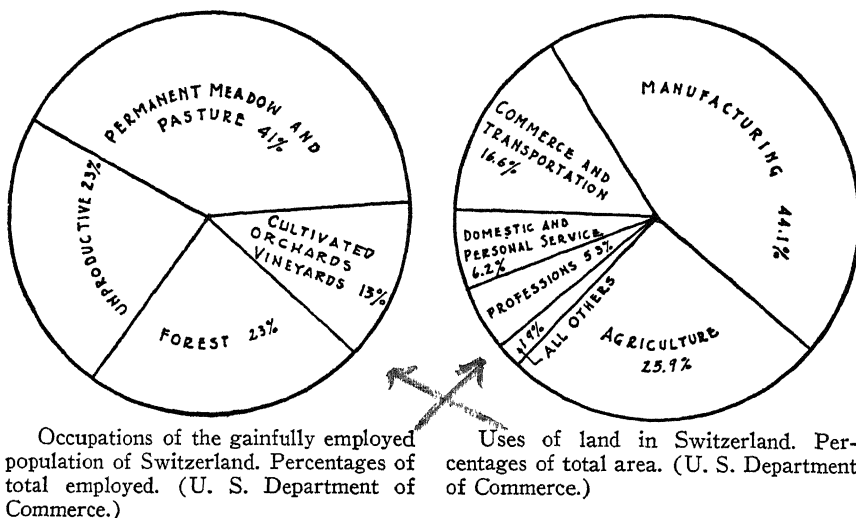 PERMANENT MEADOW AND
PASTURE 41%
UNPRODUCTIVE 23%
CULTIVATED
ORCHARDS
VINEYARDS 13%
FOREST 23%
MANUFACTURING 44.1%
COMMERCE AND
TRANSPORTATION
16.6%
DOMESTIC AND
PERSONAL SERVICE
6.2%
PROFESSIONS 5.3%
1.9%
ALL OTHERS
AGRICULTURE
25.9%
Occupations of the gainfully employed
population of Switzerland. Percentages of
total employed. (U. S. Department of
Commerce.)
Uses of land in Switzerland. Per-
centages of total area. (U. S. Department
of Commerce.)